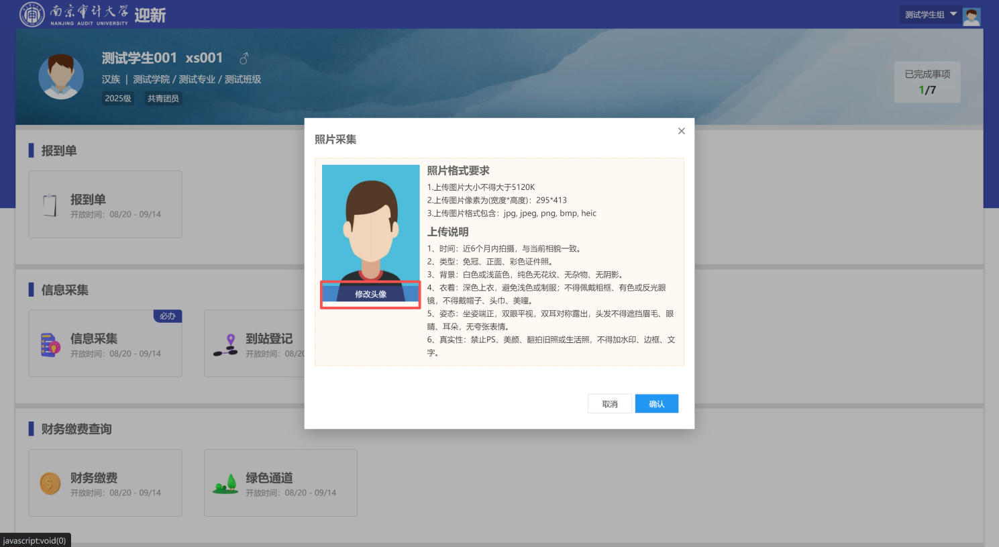 南京审计大学 迎新
NANJING AUDIT UNIVERSITY
测试学生组
测试学生001 xs001
汉族 | 测试学院 / 测试专业 / 测试班级
2025级 共青团员
已完成事项
1/7
报到单
报到单
开放时间：08/20 - 09/14
信息采集
必办
信息采集
开放时间：08/20 - 09/14
到站登记
开放时间：08/20
财务缴费查询
财务缴费
开放时间：08/20 - 09/14
绿色通道
开放时间：08/20 - 09/14
照片采集
修改头像
照片格式要求
1.上传图片大小不得大于5120K
2.上传图片像素为(宽度*高度)：295*413
3.上传图片格式包含：jpg, jpeg, png, bmp, heic
上传说明
1、时间：近6个月内拍摄，与当前相貌一致。
2、类型：免冠、正面、彩色证件照。
3、背景：白色或浅蓝色，纯色无花纹、无杂物、无阴影。
4、衣着：深色上衣，避免浅色或制服；不得佩戴粗框、有色或反光眼
镜，不得戴帽子、头巾、美瞳。
5、姿态：坐姿端正，双眼平视，双耳对称露出，头发不得遮挡眉毛、眼
睛、耳朵，无夸张表情。
6、真实性：禁止PS、美颜、翻拍旧照或生活照，不得加水印、边框、文
字。
取消
确认
javascript:void(0)